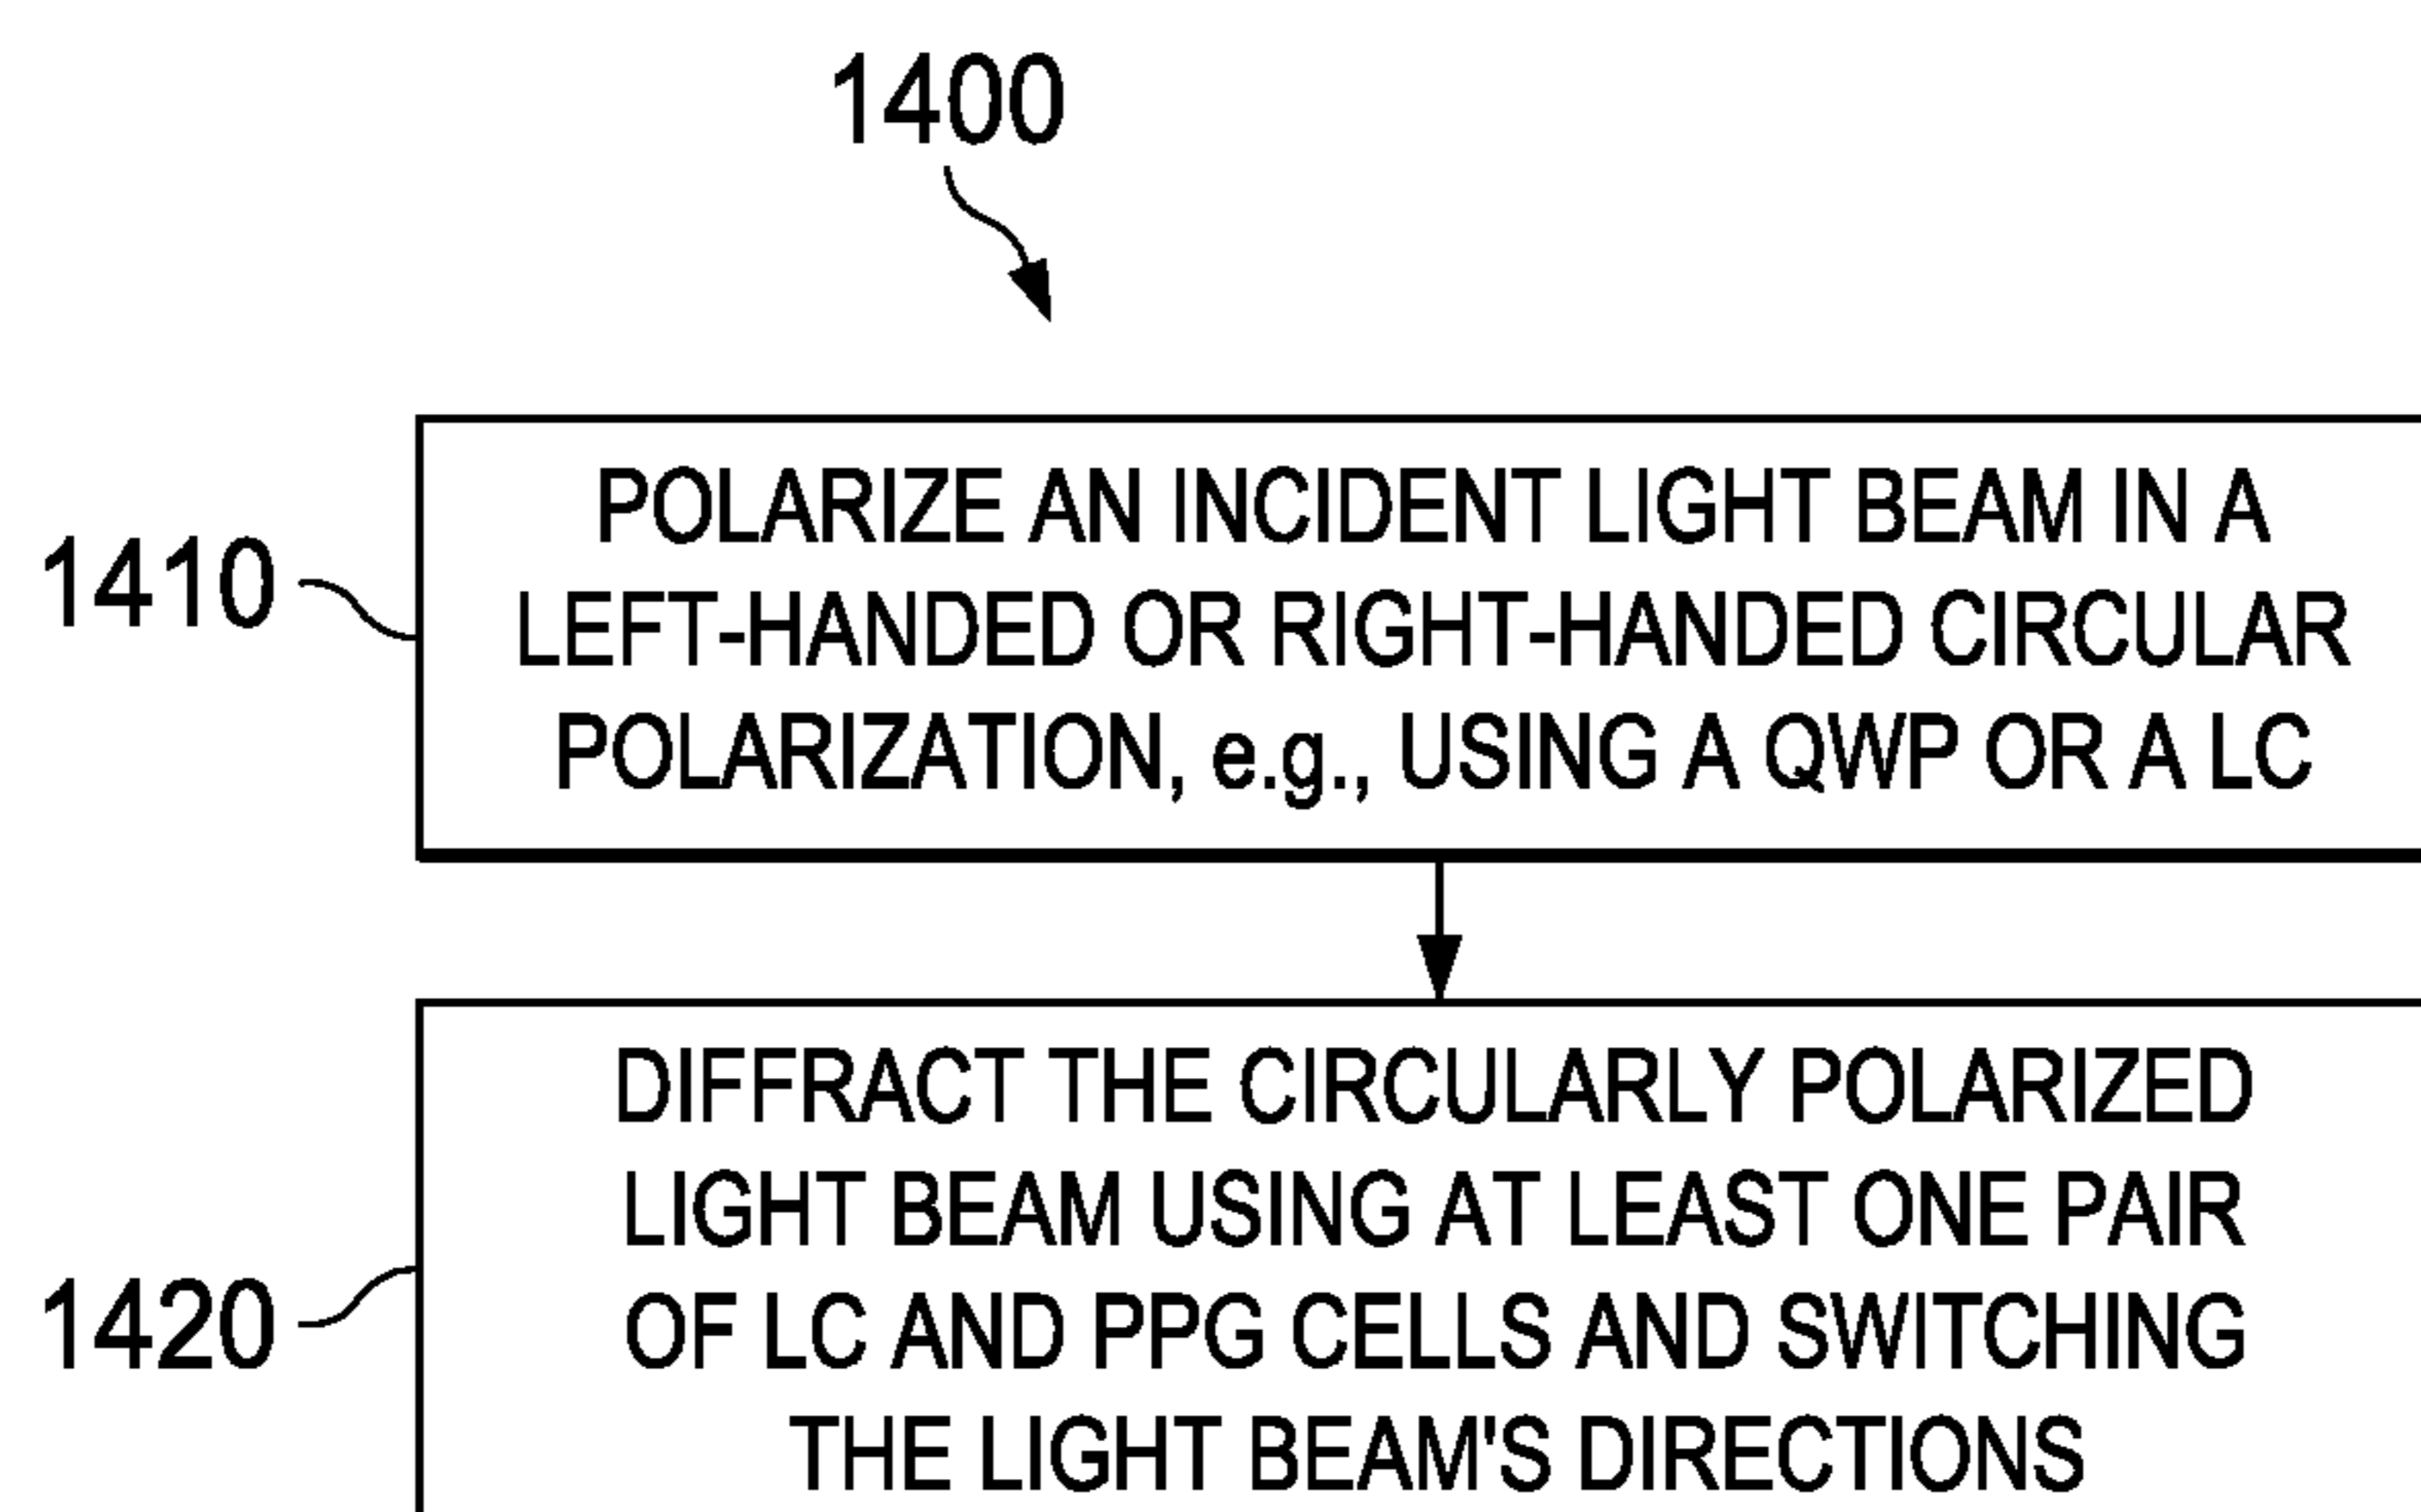 1400
1410
POLARIZE AN INCIDENT LIGHT BEAM IN A
LEFT-HANDED OR RIGHT-HANDED CIRCULAR
POLARIZATION, e.g., USING A QWP OR A LC
1420
DIFFRACT THE CIRCULARLY POLARIZED
LIGHT BEAM USING AT LEAST ONE PAIR
OF LC AND PPG CELLS AND SWITCHING
THE LIGHT BEAM'S DIRECTIONS